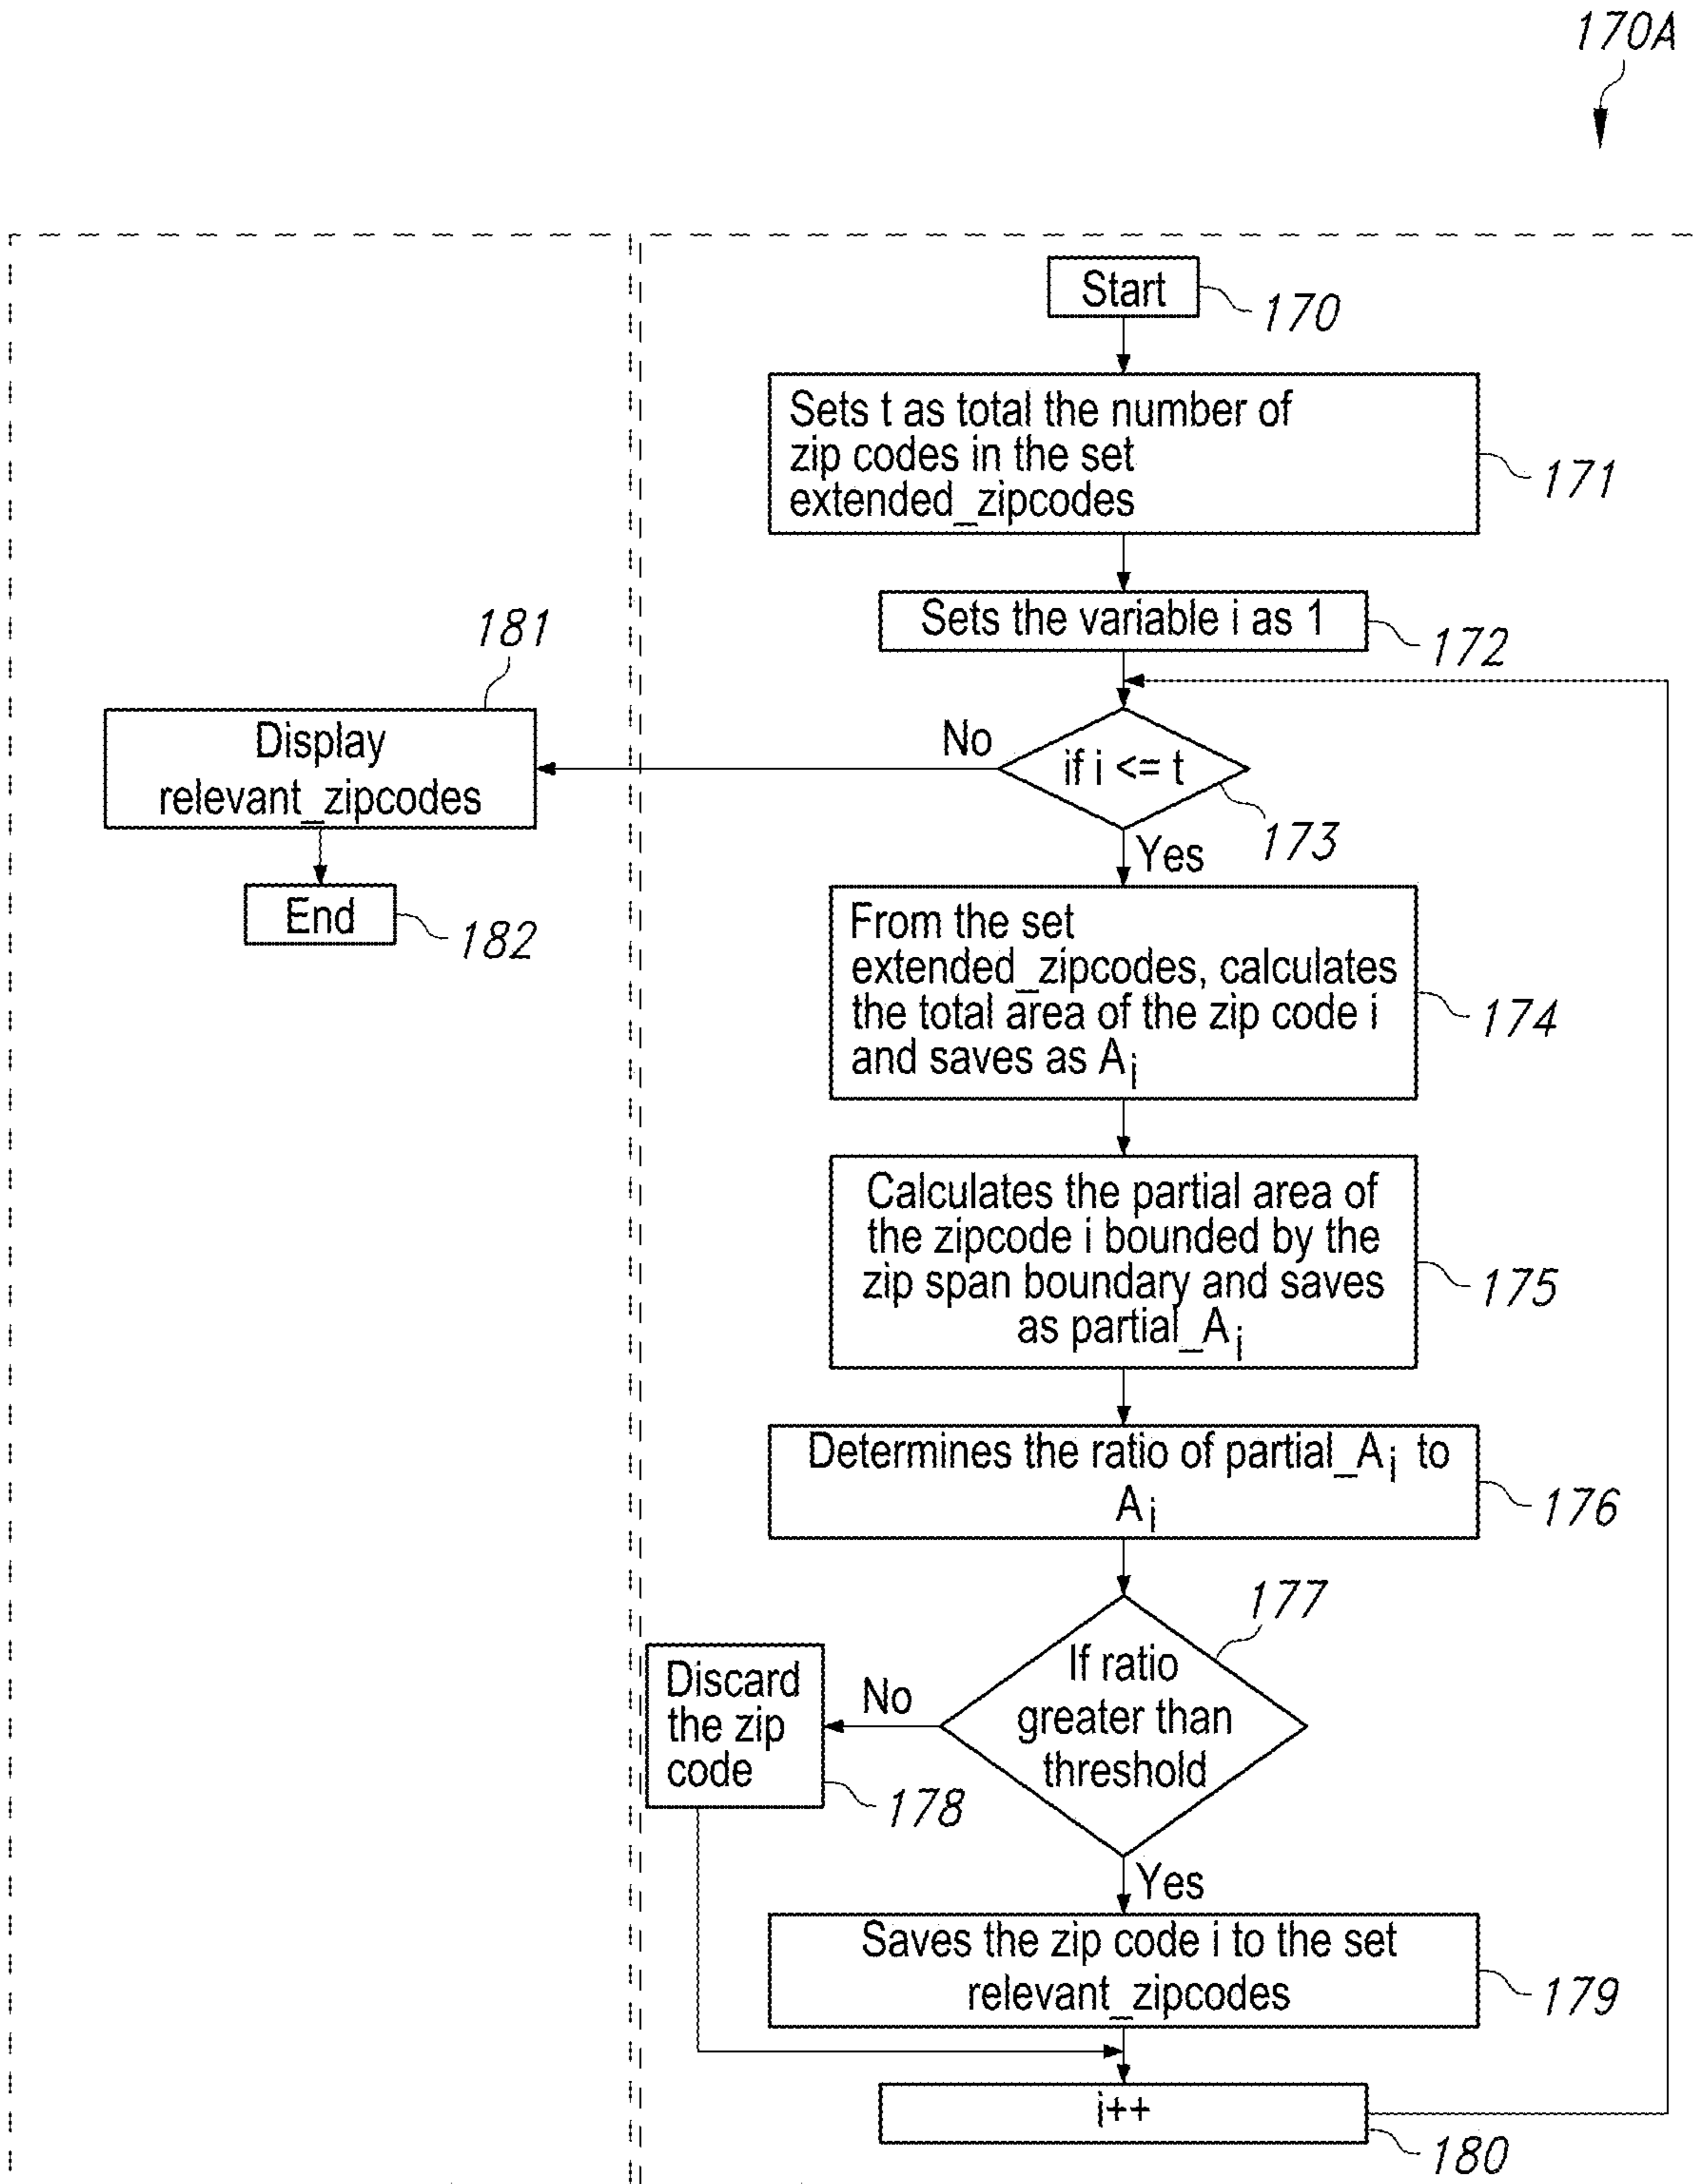 170A
Start
170
Sets t as total the number of
zip codes in the set
extended_zipcodes
171
Sets the variable i as 1
172
181
Display
relevant_zipcodes
No
if i <= t
173
Yes
End
182
From the set
extended_zipcodes, calculates
the total area of the zip code i
and saves as A i
174
Calculates the partial area of
the zipcode i bounded by the
zip span boundary and saves
as partial_A i
175
Determines the ratio of partial_A i to
A i
176
177
If ratio
greater than
threshold
No
Discard
the zip
code
178
Yes
Saves the zip code i to the set
relevant_zipcodes
179
i++
180